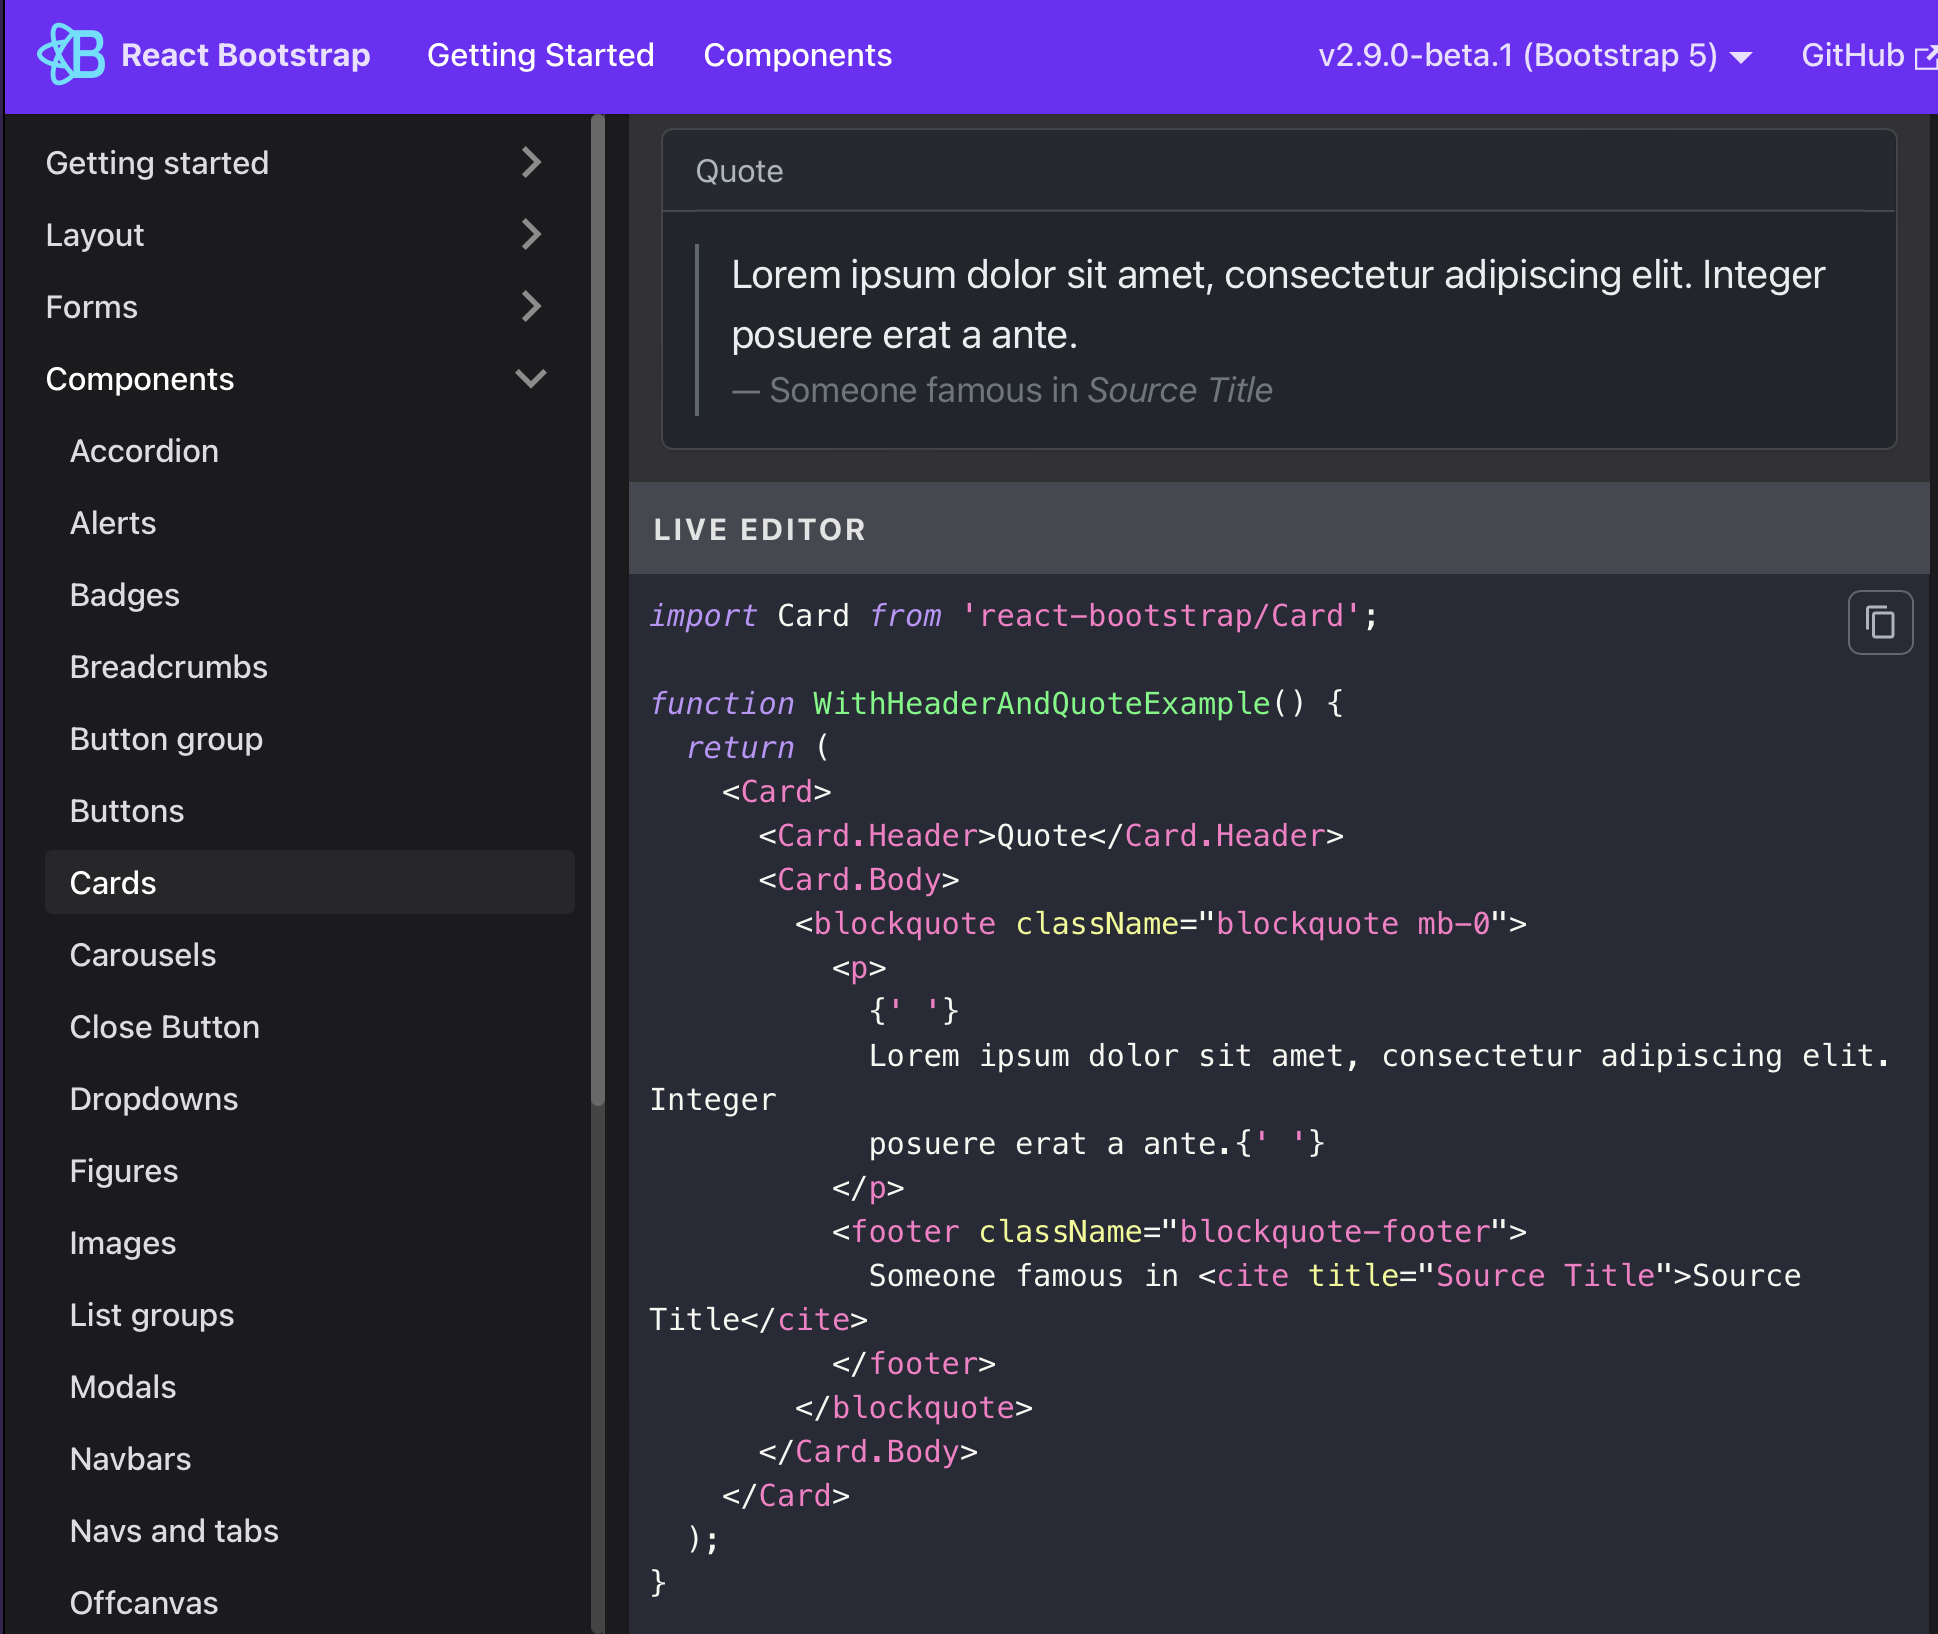 React Bootstrap Getting Started Components v2.9.0-beta.1 (Bootstrap 5) GitHub
Getting started
Layout
Forms
Components
Accordion
Alerts
Badges
Breadcrumbs
Button group
Buttons
Cards
Carousels
Close Button
Dropdowns
Figures
Images
List groups
Modals
Navbars
Navs and tabs
Offcanvas
Quote
Lorem ipsum dolor sit amet, consectetur adipiscing elit. Integer
posuere erat a ante.
— Someone famous in Source Title
LIVE EDITOR
import Card from 'react-bootstrap/Card';

function WithHeaderAndQuoteExample() {
  return (
    <Card>
      <Card.Header>Quote</Card.Header>
      <Card.Body>
        <blockquote className="blockquote mb-0">
          <p>
            {' '}
            Lorem ipsum dolor sit amet, consectetur adipiscing elit.
Integer
            posuere erat a ante.{' '}
          </p>
          <footer className="blockquote-footer">
            Someone famous in <cite title="Source Title">Source
Title</cite>
          </footer>
        </blockquote>
      </Card.Body>
    </Card>
  );
}